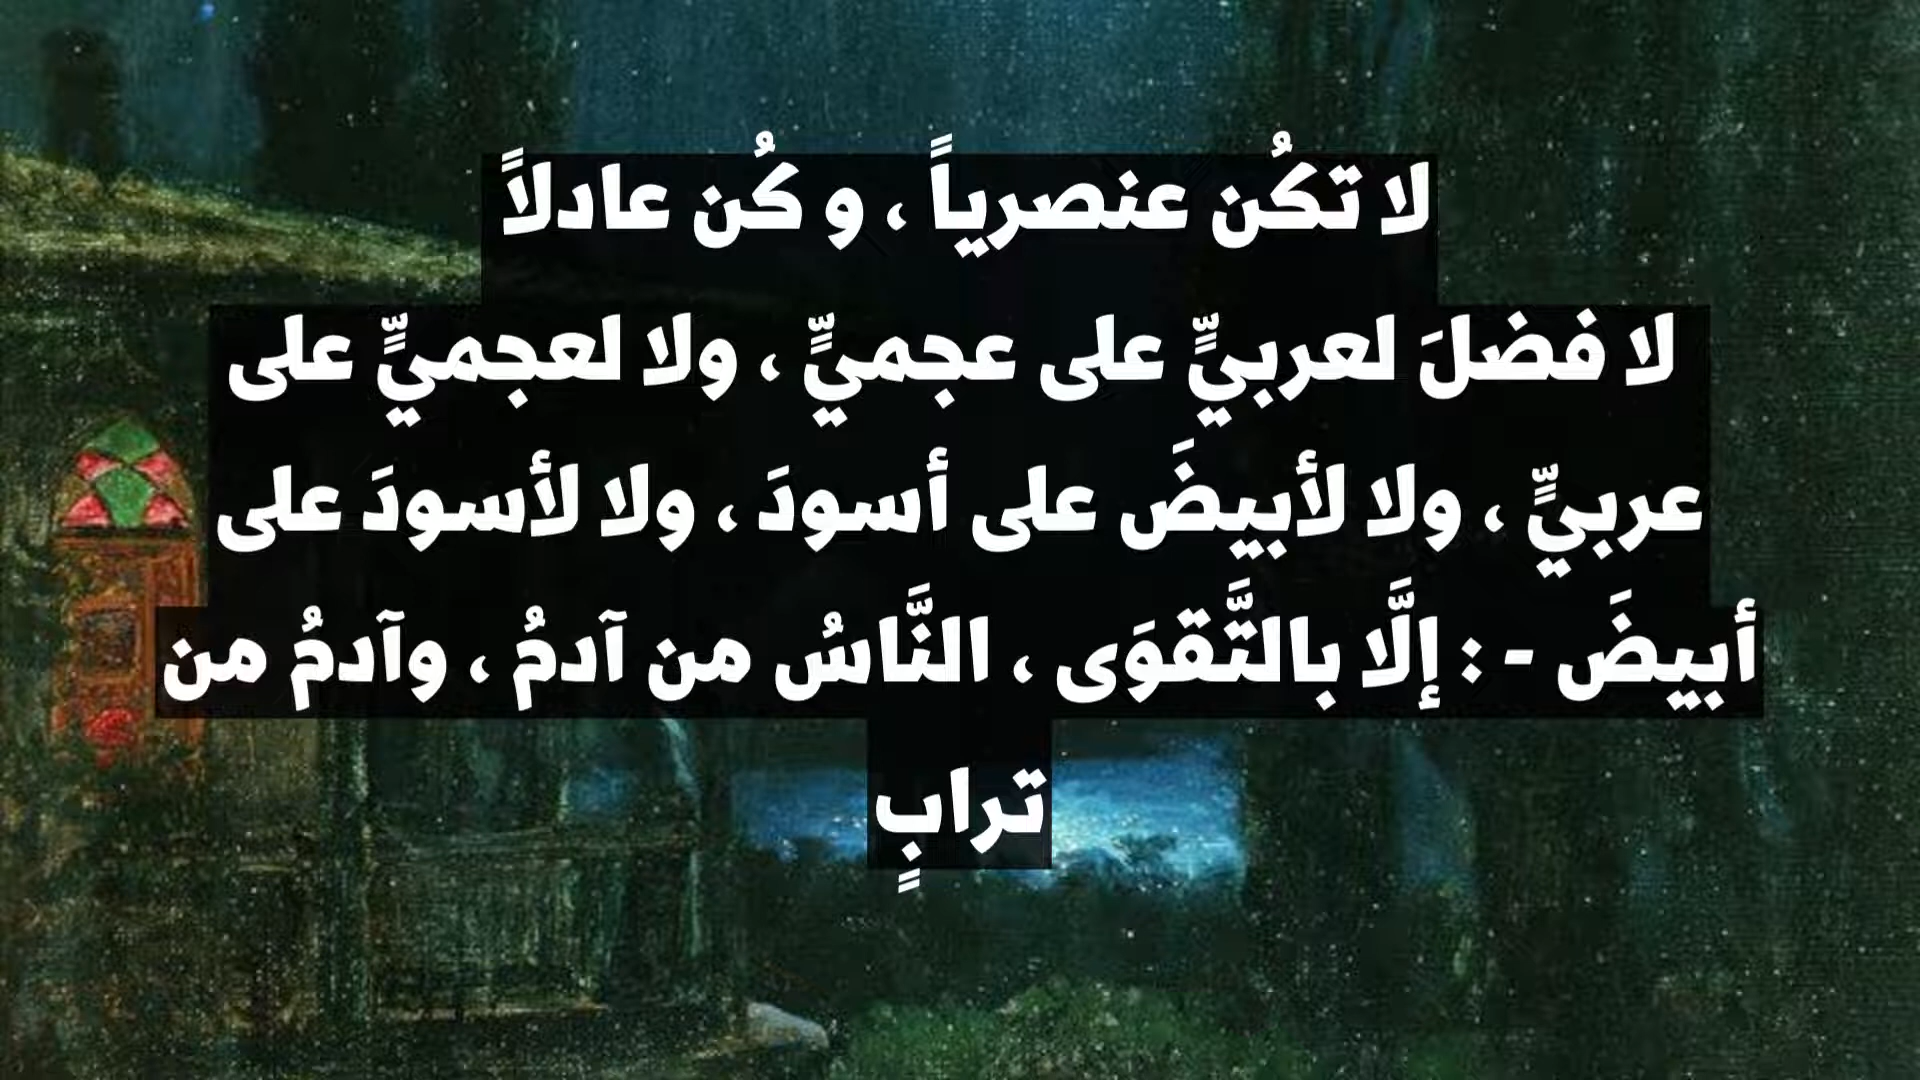 لا تكُن عنصرياً ، و كُن عادلاً
لا فضلَ لعربيٍّ على عجميٍّ ، ولا لعجميٍّ على
عربيٍّ ، ولا لأبيضَ على أسودَ ، ولا لأسودَ على
أبيضَ - : إلَّا بالتَّقوَى ، النَّاسُ من آدمُ ، وآدمُ من
ترابٍ